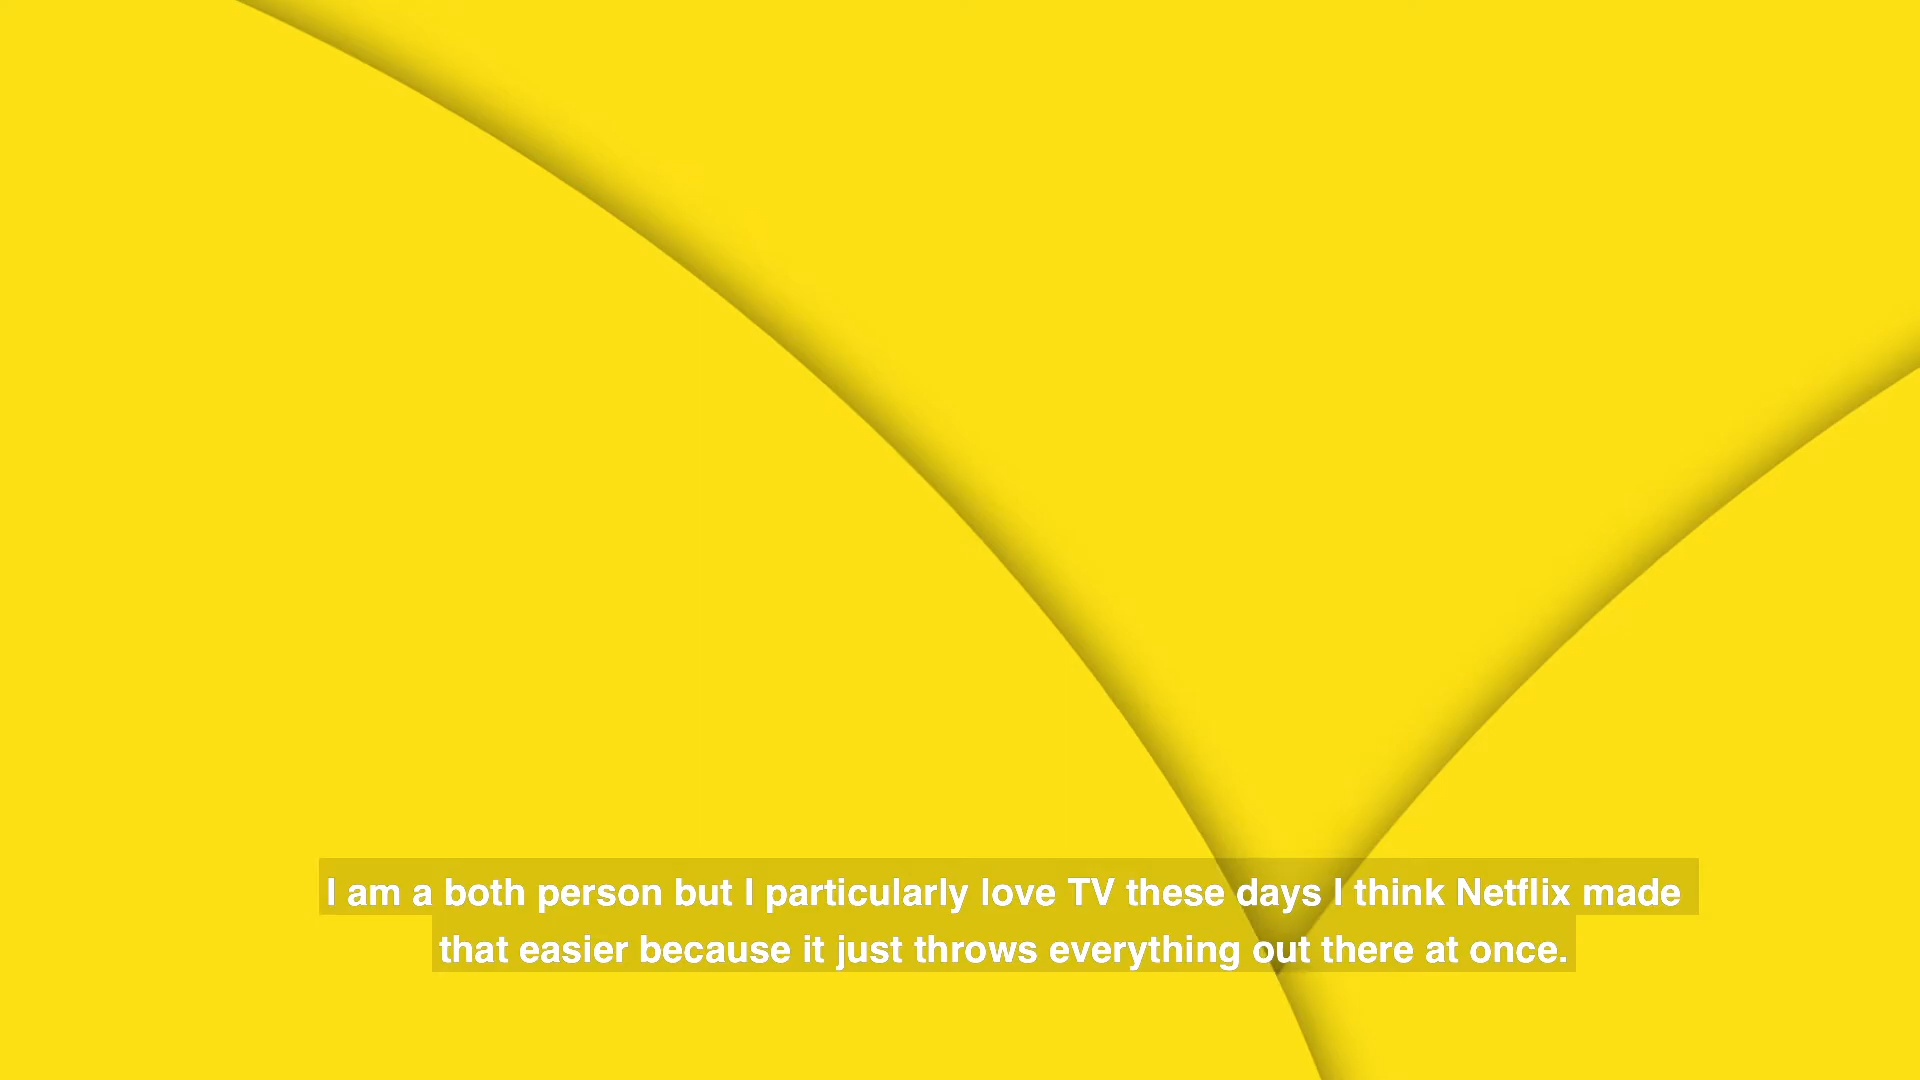 I am a both person but I particularly love TV these days I think Netflix made
that easier because it just throws everything out there at once.